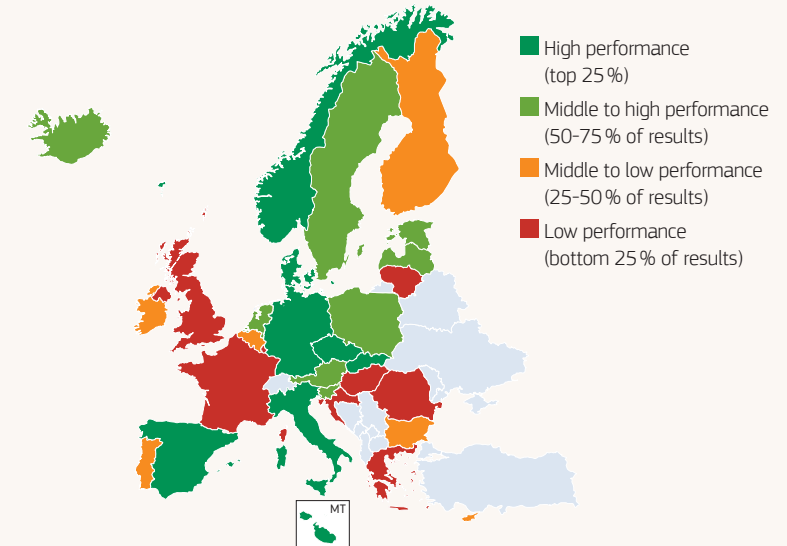 High performance
(top 25 %)
Middle to high performance
(50-75 % of results)
Middle to low performance
(25-50 % of results)
Low performance
(bottom 25 % of results)
MT